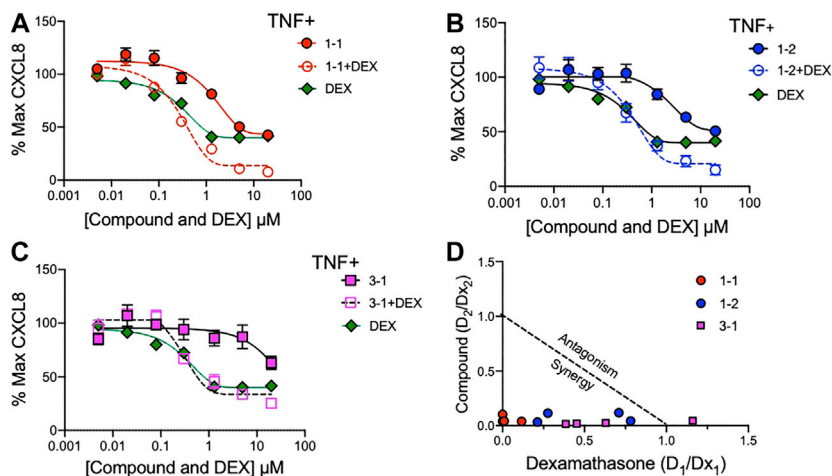 A
TNF+
1-1
1-1+DEX
DEX
% Max CXCL8
150
100
50
0
0.001 0.01 0.1 1 10 100
[Compound and DEX] µM
B
TNF+
1-2
1-2+DEX
DEX
% Max CXCL8
150
100
50
0
0.001 0.01 0.1 1 10 100
[Compound and DEX] µM
C
TNF+
3-1
3-1+DEX
DEX
% Max CXCL8
150
100
50
0
0.001 0.01 0.1 1 10 100
[Compound and DEX] µM
D
1-1
1-2
3-1
Compound (D2/Dx2)
1.5
1.0
0.5
0.0
Antagonism
Synergy
0.0 0.5 1.0 1.5
Dexamathasone (D1/Dx1)